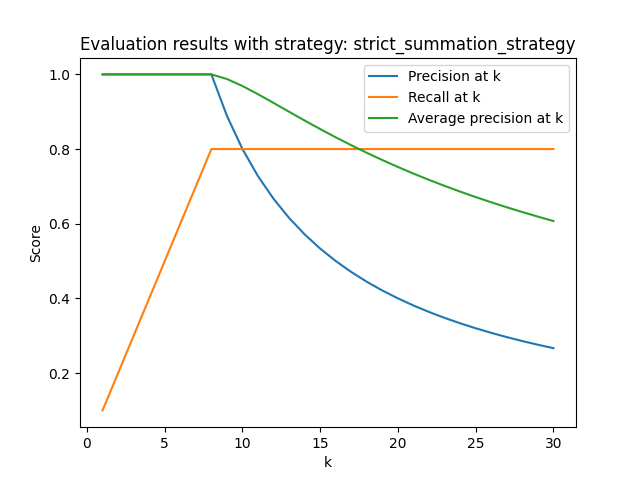 Evaluation results with strategy: strict_summation_strategy
Precision at k
Recall at k
Average precision at k
Score
1.0
0.8
0.6
0.4
0.2
0 5 10 15 20 25 30
k